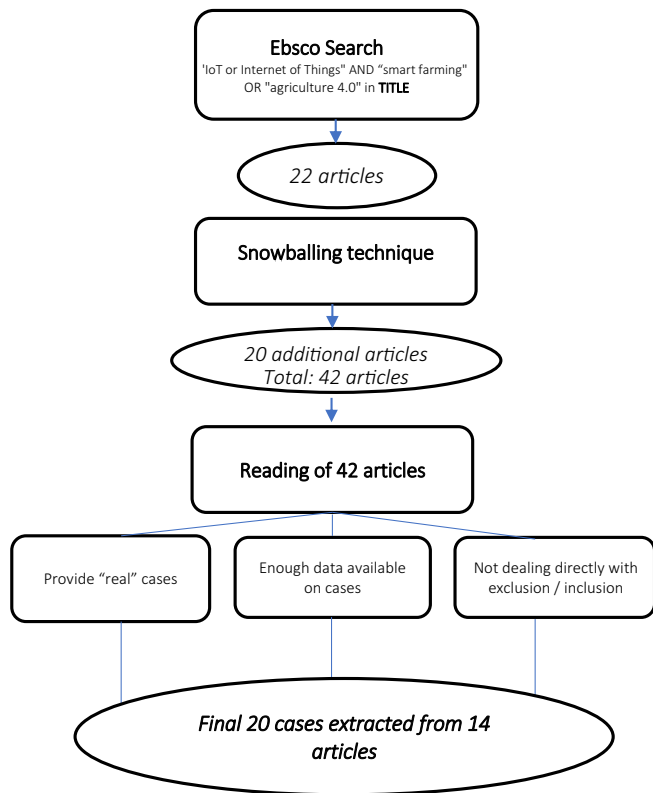 Ebsco Search
'IoT or Internet of Things" AND “smart farming”
OR "agriculture 4.0" in TITLE
22 articles
Snowballing technique
20 additional articles
Total: 42 articles
Reading of 42 articles
Provide “real” cases
Enough data available
on cases
Not dealing directly with
exclusion / inclusion
Final 20 cases extracted from 14
articles